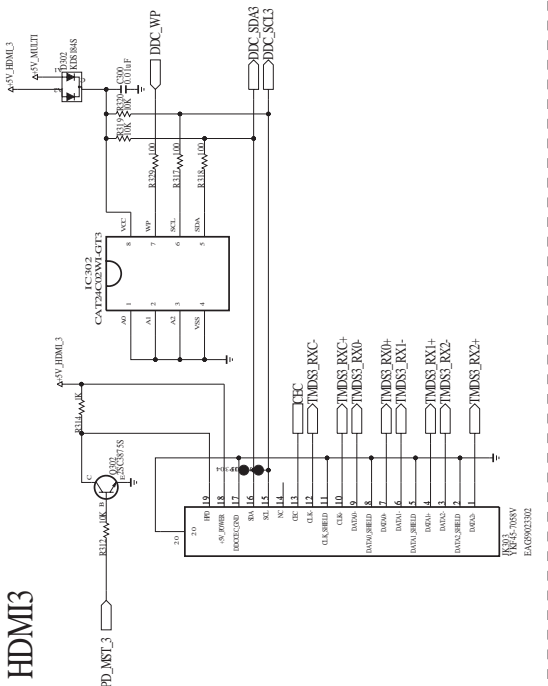 HDMI3
PD_MST_3
R312
10K
B
C
E
Q302
2SC3875S
R314
1K
+5V_HDMI_3
IC302
CAT24C02WI-GT3
A0
1
A1
2
A2
3
VSS
4
8
VCC
7
WP
6
SCL
5
SDA
+5V_HDMI_3
+5V_MULTI
D302
KDS184S
C300
0.01uF
R320
10K
R319
10K
R329
100
R317
100
R318
100
DDC_WP
DDC_SDA3
DDC_SCL3
20
20
19
HPD
18
+5V_POWER
17
DDC/CEC_GND
16
SDA
15
SCL
14
NC
13
CEC
12
CLK-
11
CLK_SHIELD
10
CLK+
9
DATA0-
8
DATA0_SHIELD
7
DATA0+
6
DATA1-
5
DATA1_SHIELD
4
DATA1+
3
DATA2-
2
DATA2_SHIELD
1
DATA2+
CEC
TMDS3_RXC-
TMDS3_RXC+
TMDS3_RX0-
TMDS3_RX0+
TMDS3_RX1-
TMDS3_RX1+
TMDS3_RX2-
TMDS3_RX2+
JK303
YKF45-7058V
EAG59023302